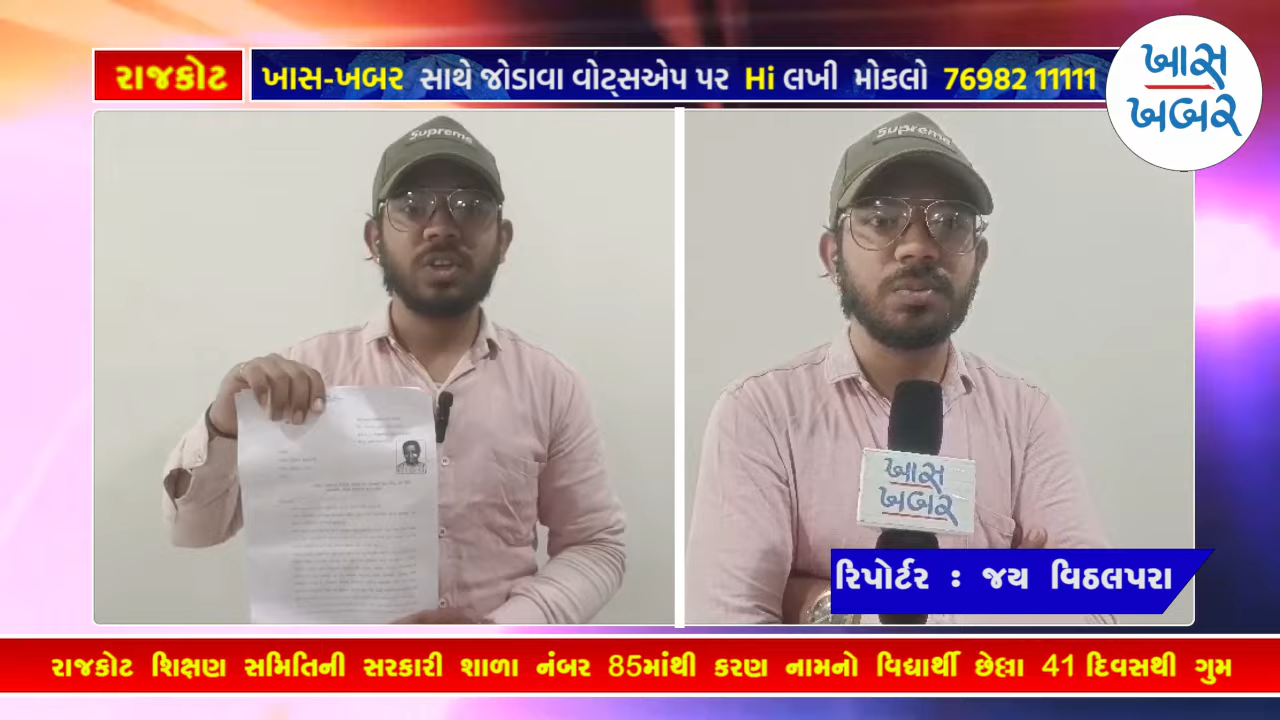 રાજકોટ
ખાસ-ખબર સાથે જોડાવા વોટ્સએપ પર Hi લખી મોકલો 76982 11111
ખાસ
ખબર
Supreme
Supreme
ખાસ
ખબર
રિપોર્ટર : જય વિઠલપરા
રાજકોટ શિક્ષણ સમિતિની સરકારી શાળા નંબર 85માંથી કરણ નામનો વિદ્યાર્થી છેલ્લા 41 દિવસથી ગુમ